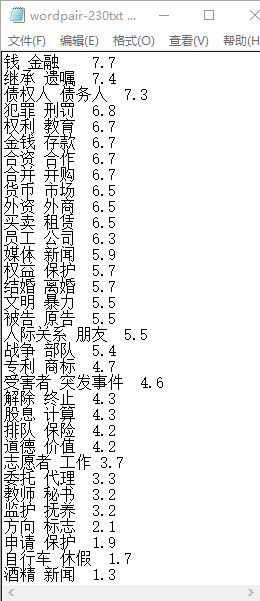 wordpair-230txt ...
文件(F) 编辑(E) 格式(O) 查看(V) 帮助(H)
钱 金融 7.7
继承 遗嘱 7.4
债权人 债务人 7.3
犯罪 刑罚 6.8
权利 教育 6.7
金钱 存款 6.7
合资 合作 6.7
合并 并购 6.7
货币 市场 6.5
外资 外商 6.5
买卖 租赁 6.5
员工 公司 6.3
媒体 新闻 5.9
权益 保护 5.7
结婚 离婚 5.7
文明 暴力 5.5
被告 原告 5.5
人际关系 朋友 5.5
战争 部队 5.4
专利 商标 4.7
受害者 突发事件 4.6
解除 终止 4.3
股息 计算 4.3
排队 保险 4.2
道德 价值 4.2
志愿者 工作 3.7
委托 代理 3.3
教师 秘书 3.2
监护 抚养 3.2
方向 标志 2.1
申请 保护 1.9
自行车 休假 1.7
酒精 新闻 1.3